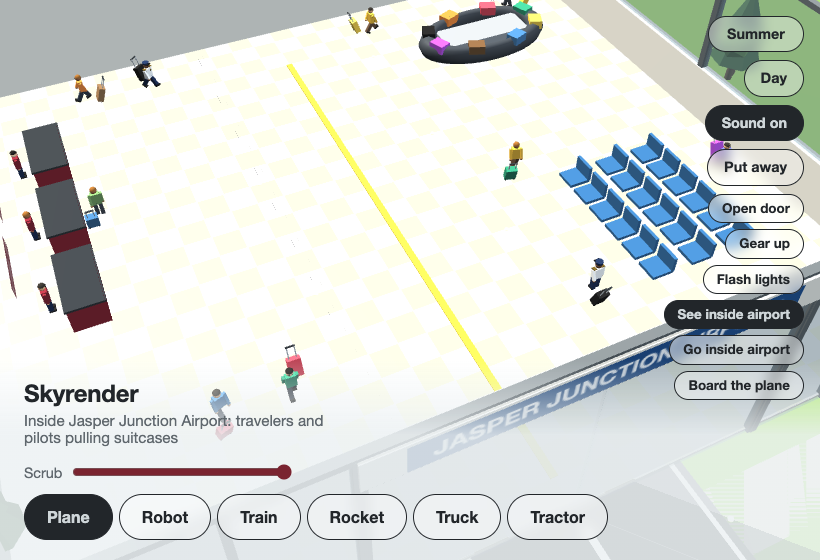 Summer
Day
Sound on
Put away
Open door
Gear up
Flash lights
See inside airport
Go inside airport
Board the plane
JASPER JUNCTION
Skyrender
Inside Jasper Junction Airport: travelers and
pilots pulling suitcases
Scrub
Plane
Robot
Train
Rocket
Truck
Tractor